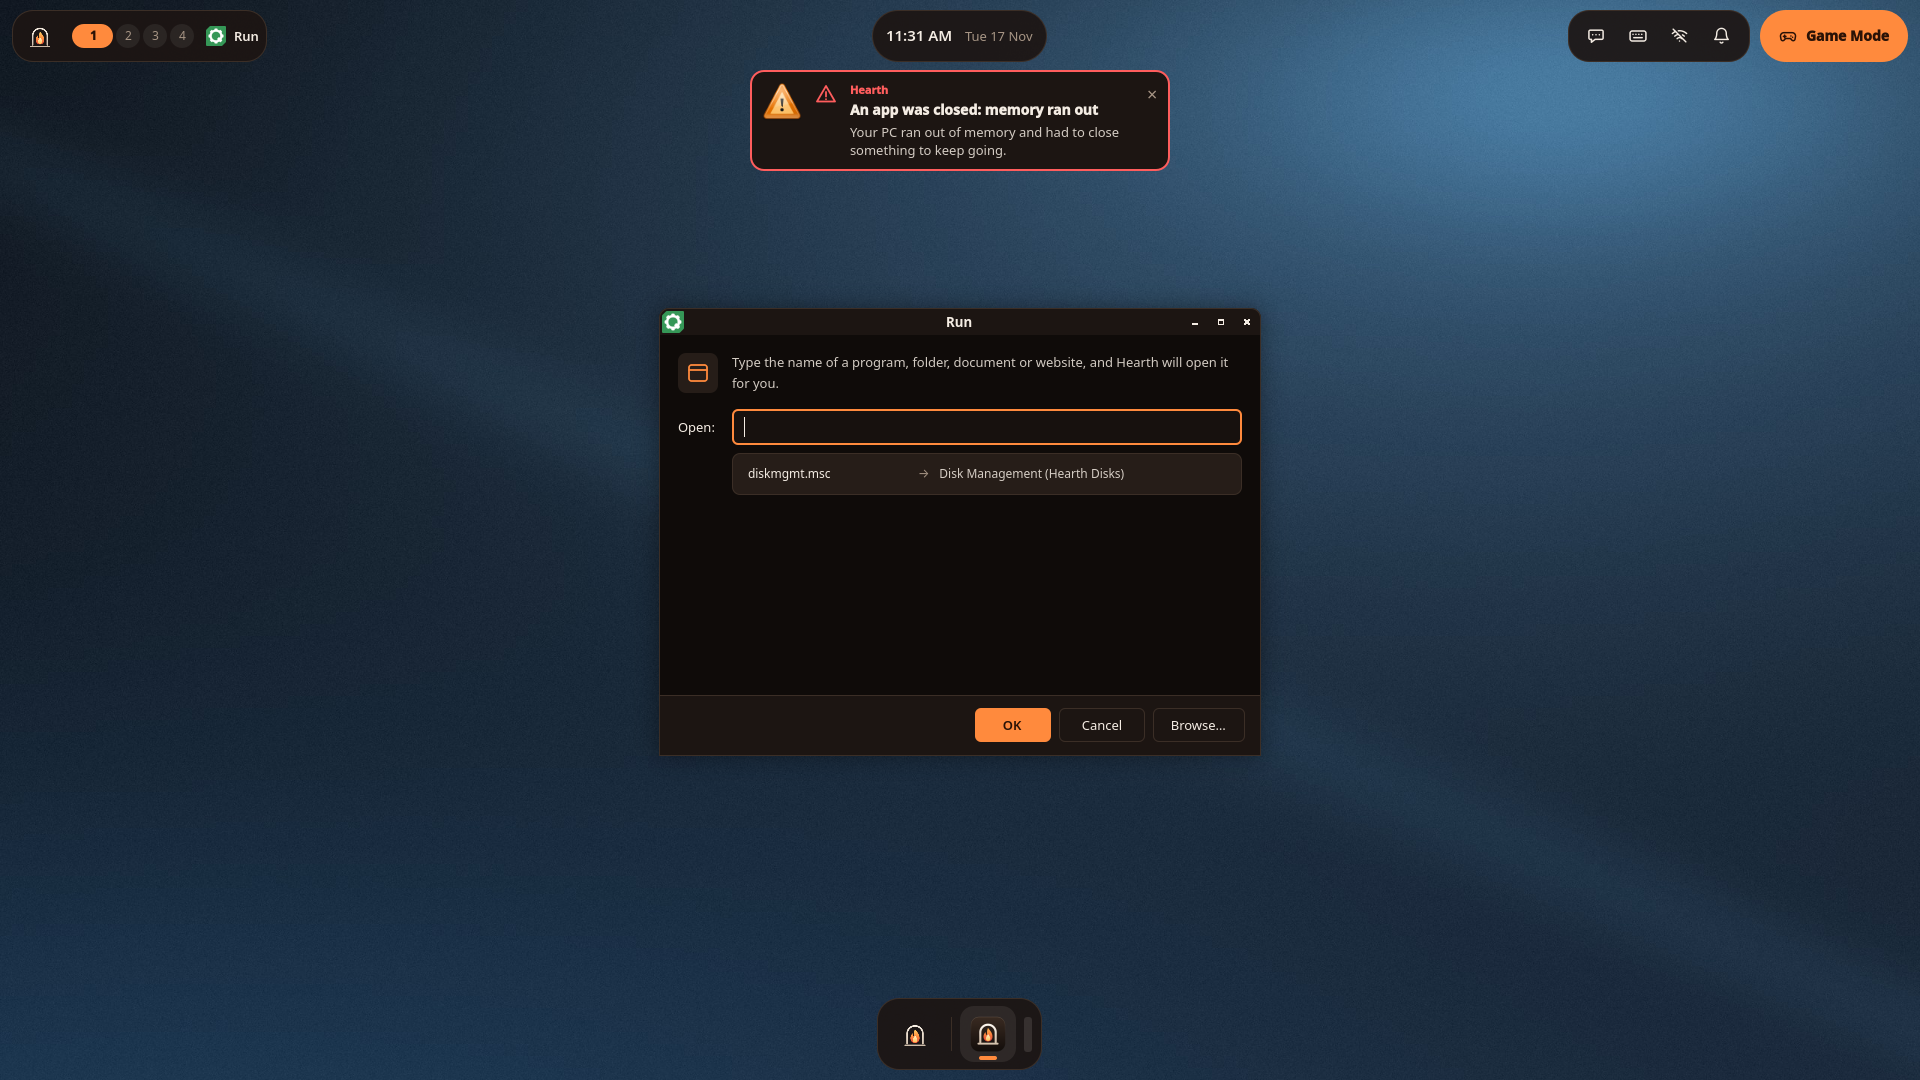 1 2 3 4 Run
11:31 AM Tue 17 Nov
Game Mode
Hearth
An app was closed: memory ran out
Your PC ran out of memory and had to close
something to keep going.
Run
Type the name of a program, folder, document or website, and Hearth will open it
for you.
Open:
diskmgmt.msc → Disk Management (Hearth Disks)
OK Cancel Browse...